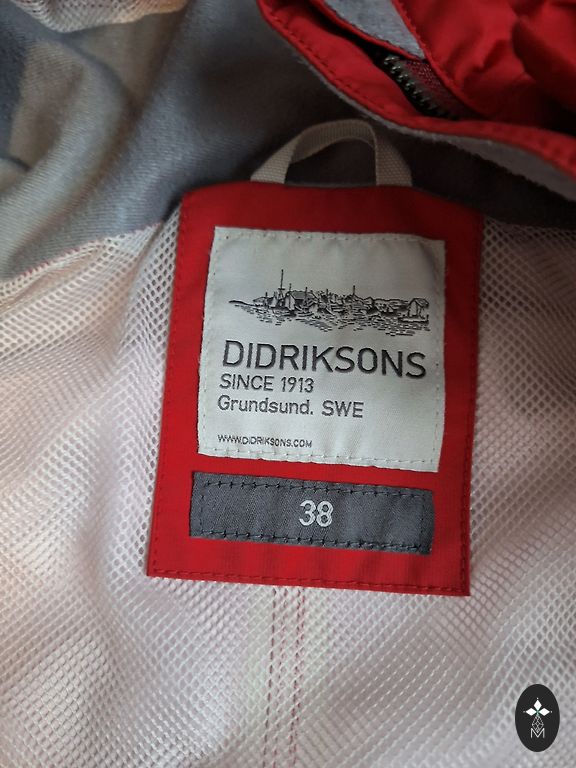 DIDRIKSONS
SINCE 1913
Grundsund. SWE
WWW.DIDRIKSONS.COM
38
M